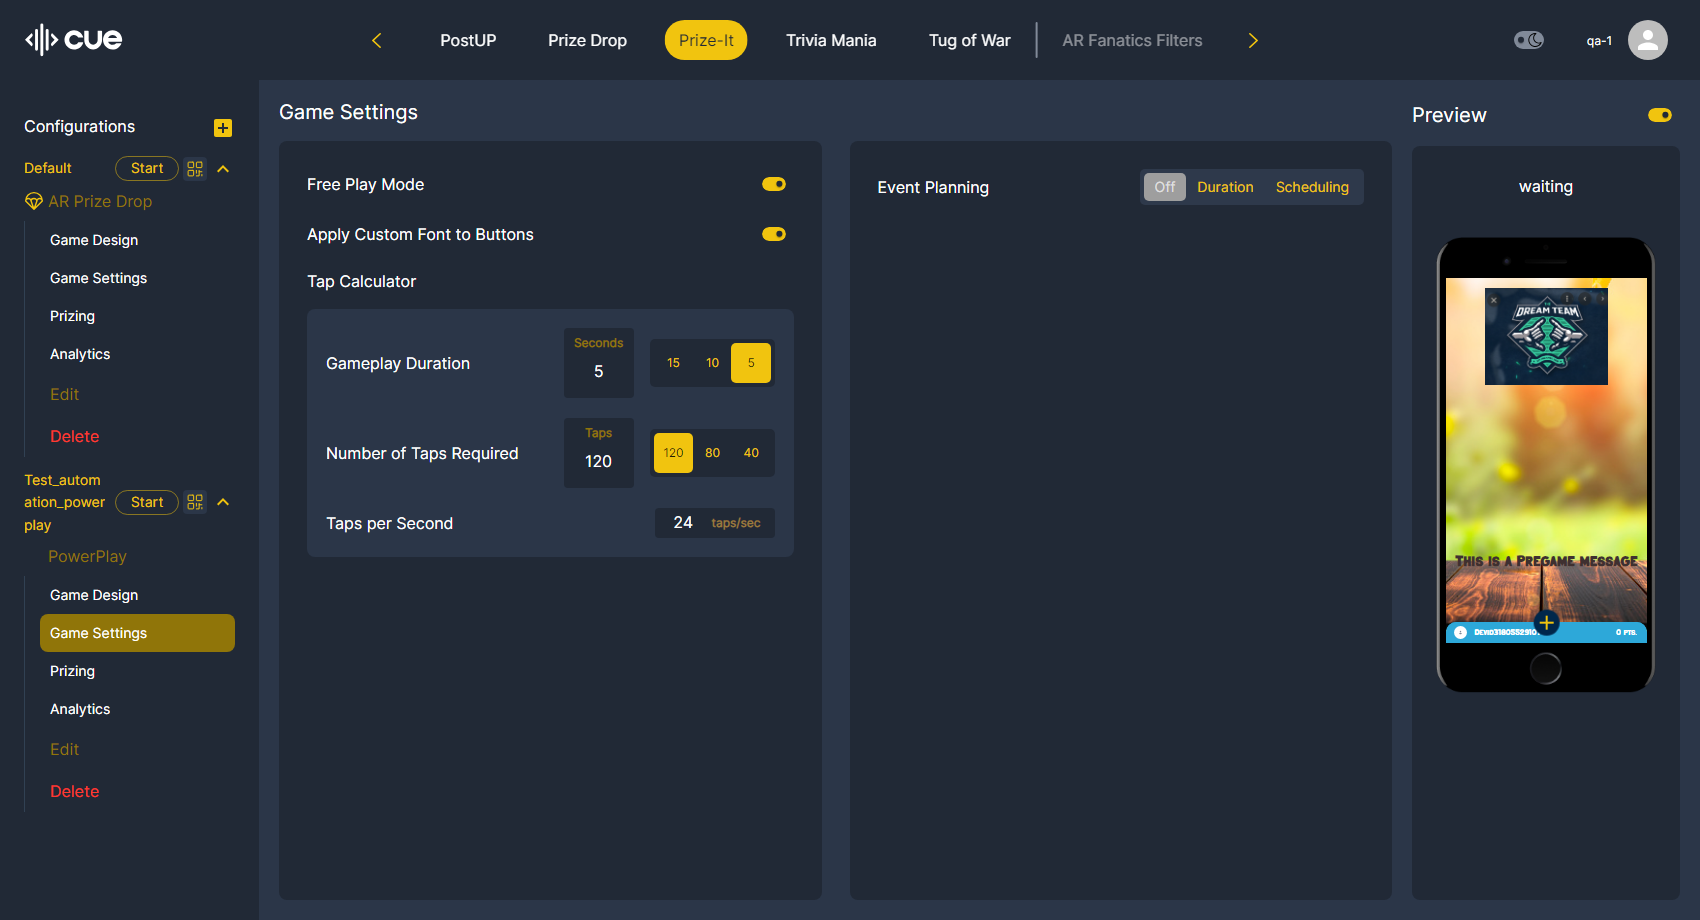 cue
PostUP
Prize Drop
Prize-It
Trivia Mania
Tug of War
AR Fanatics Filters
qa-1
Configurations
Default
Start
AR Prize Drop
Game Design
Game Settings
Prizing
Analytics
Edit
Delete
Test_autom
ation_power
play
Start
PowerPlay
Game Design
Game Settings
Prizing
Analytics
Edit
Delete
Game Settings
Free Play Mode
Apply Custom Font to Buttons
Tap Calculator
Gameplay Duration
Seconds
5
15 10 5
Number of Taps Required
Taps
120
120 80 40
Taps per Second
24 taps/sec
Event Planning
Off Duration Scheduling
Preview
waiting
DREAM TEAM
This is a Pregame message
0 pts.